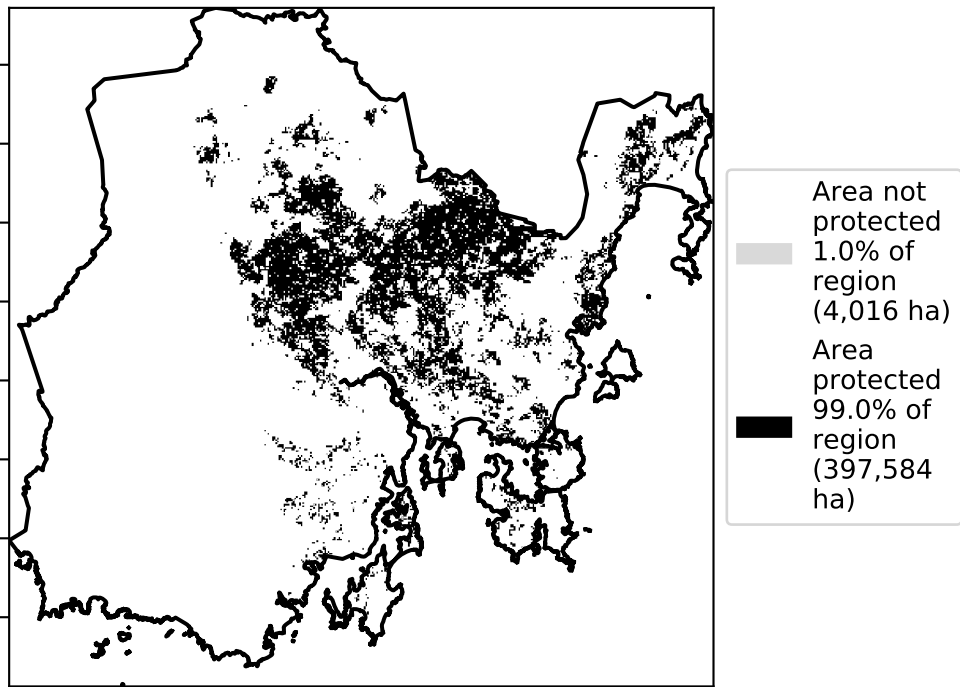 Area not
protected
1.0% of
region
(4,016 ha)
Area
protected
99.0% of
region
(397,584
ha)